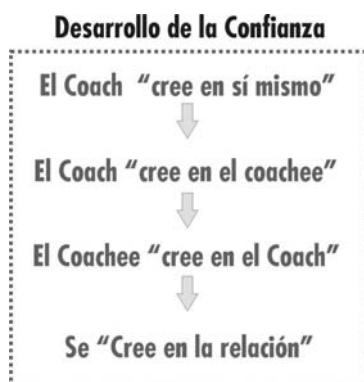 Desarrollo de la Confianza
El Coach “cree en sí mismo”
El Coach “cree en el coachee”
El Coachee “cree en el Coach”
Se “Cree en la relación”